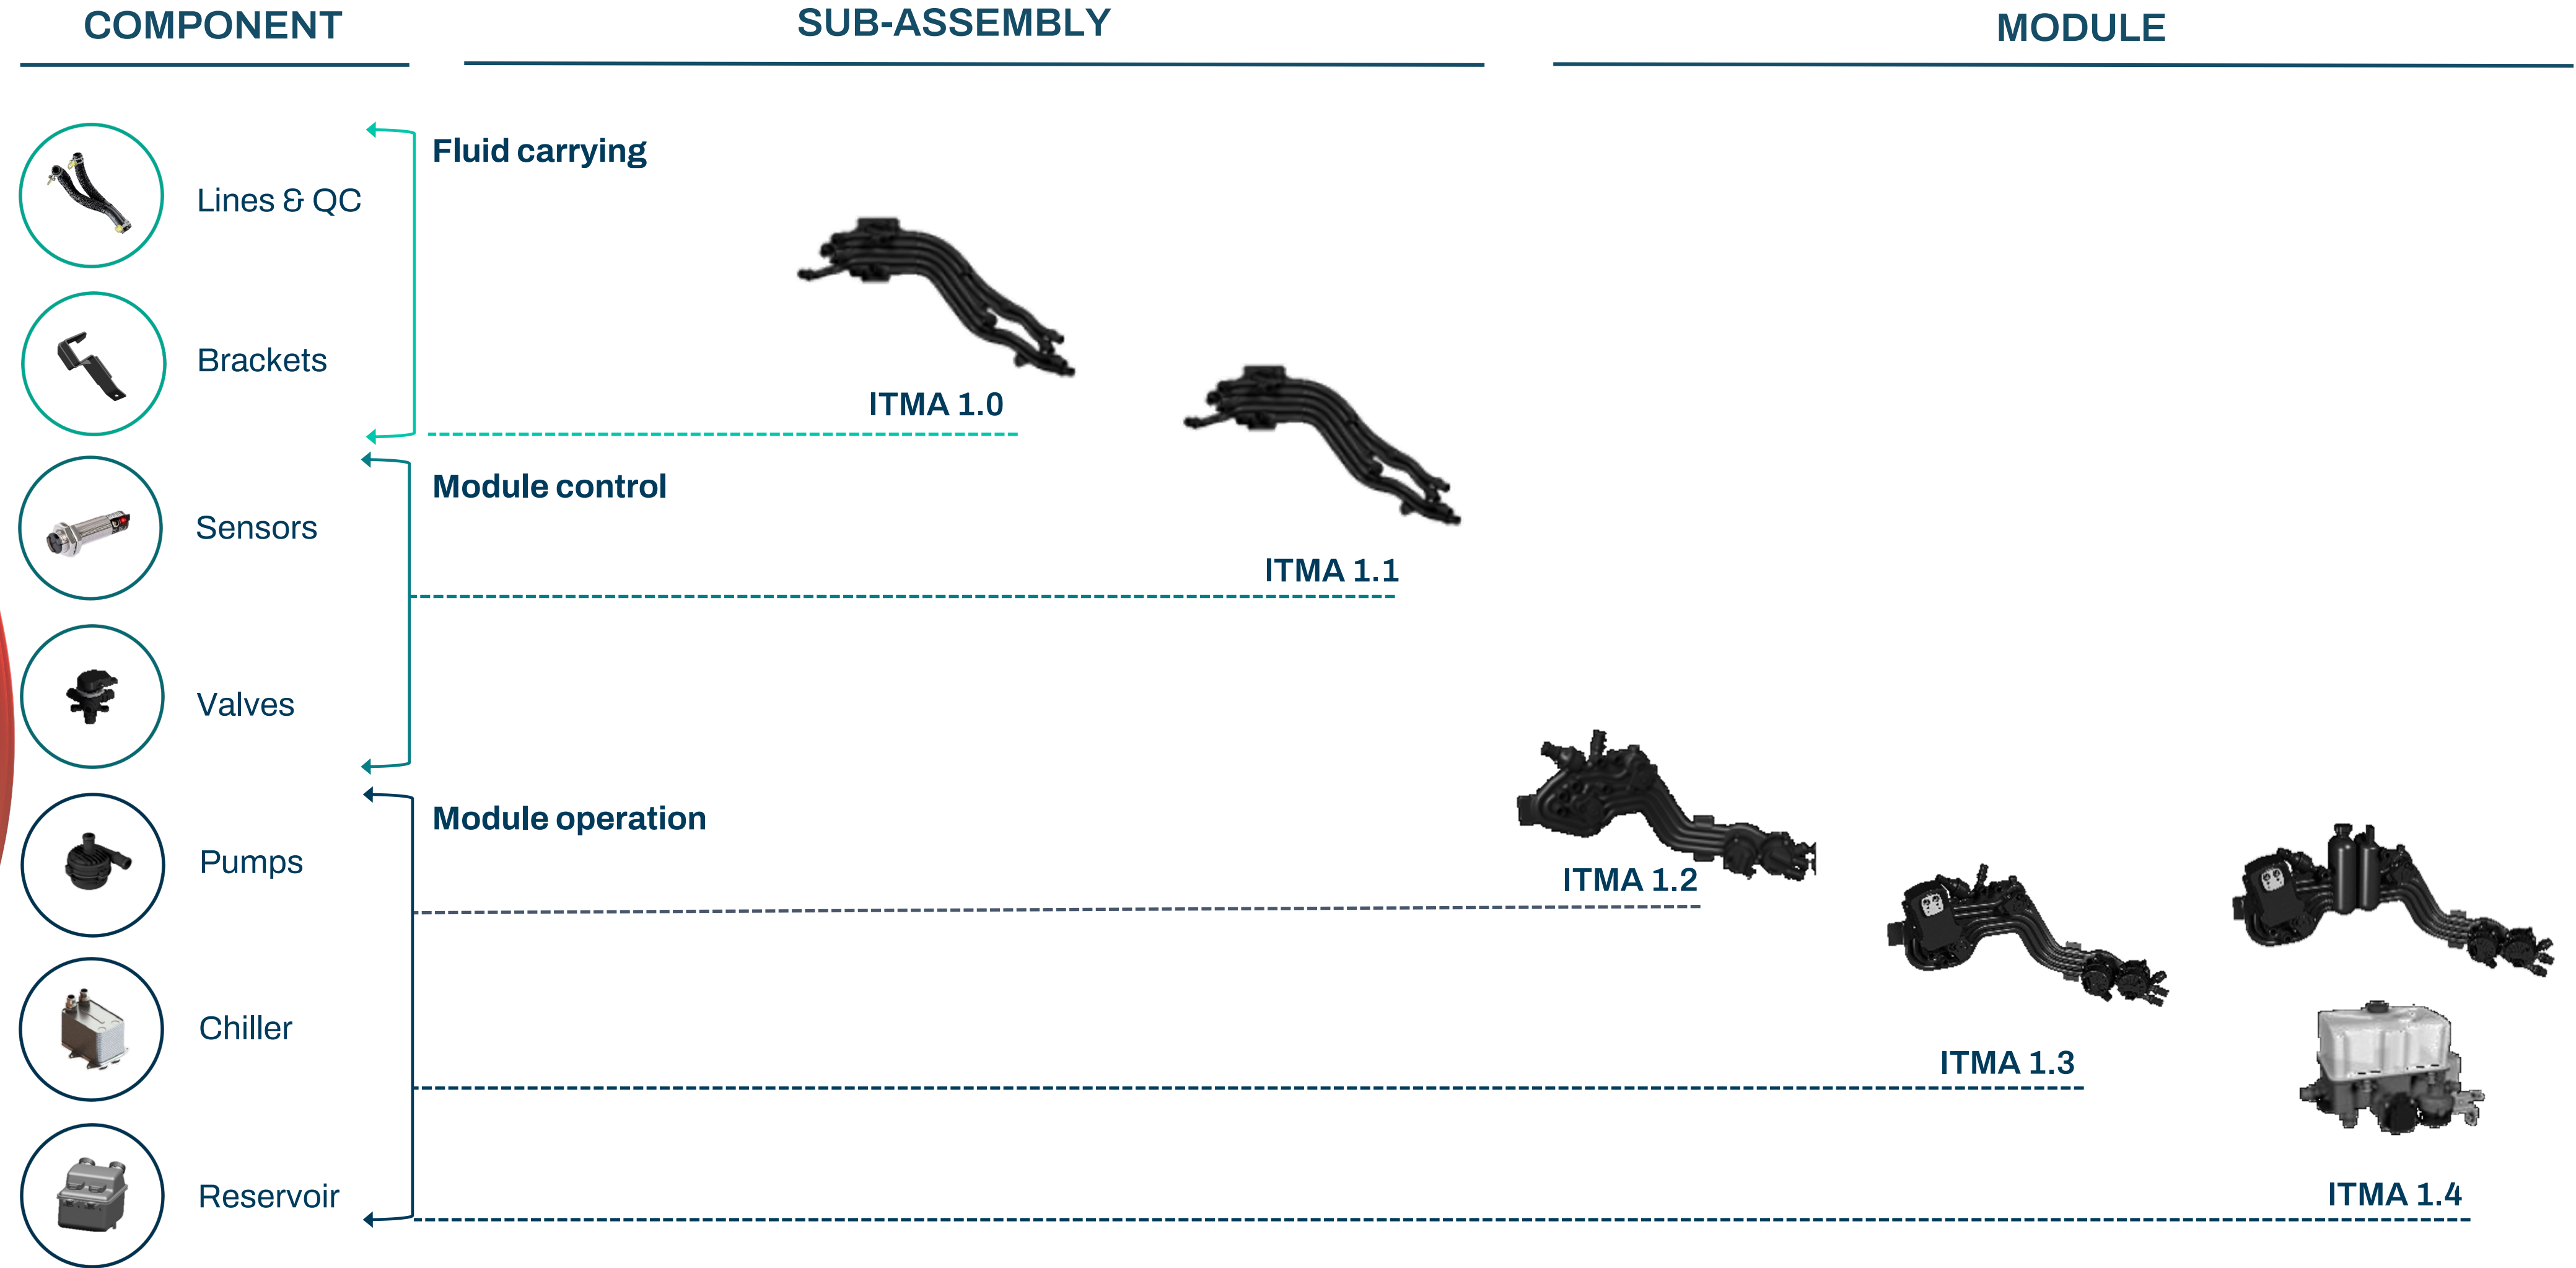 COMPONENT
SUB-ASSEMBLY
MODULE
Fluid carrying
Lines & QC
Brackets
ITMA 1.0
Module control
Sensors
ITMA 1.1
Valves
Module operation
Pumps
ITMA 1.2
Chiller
ITMA 1.3
Reservoir
ITMA 1.4